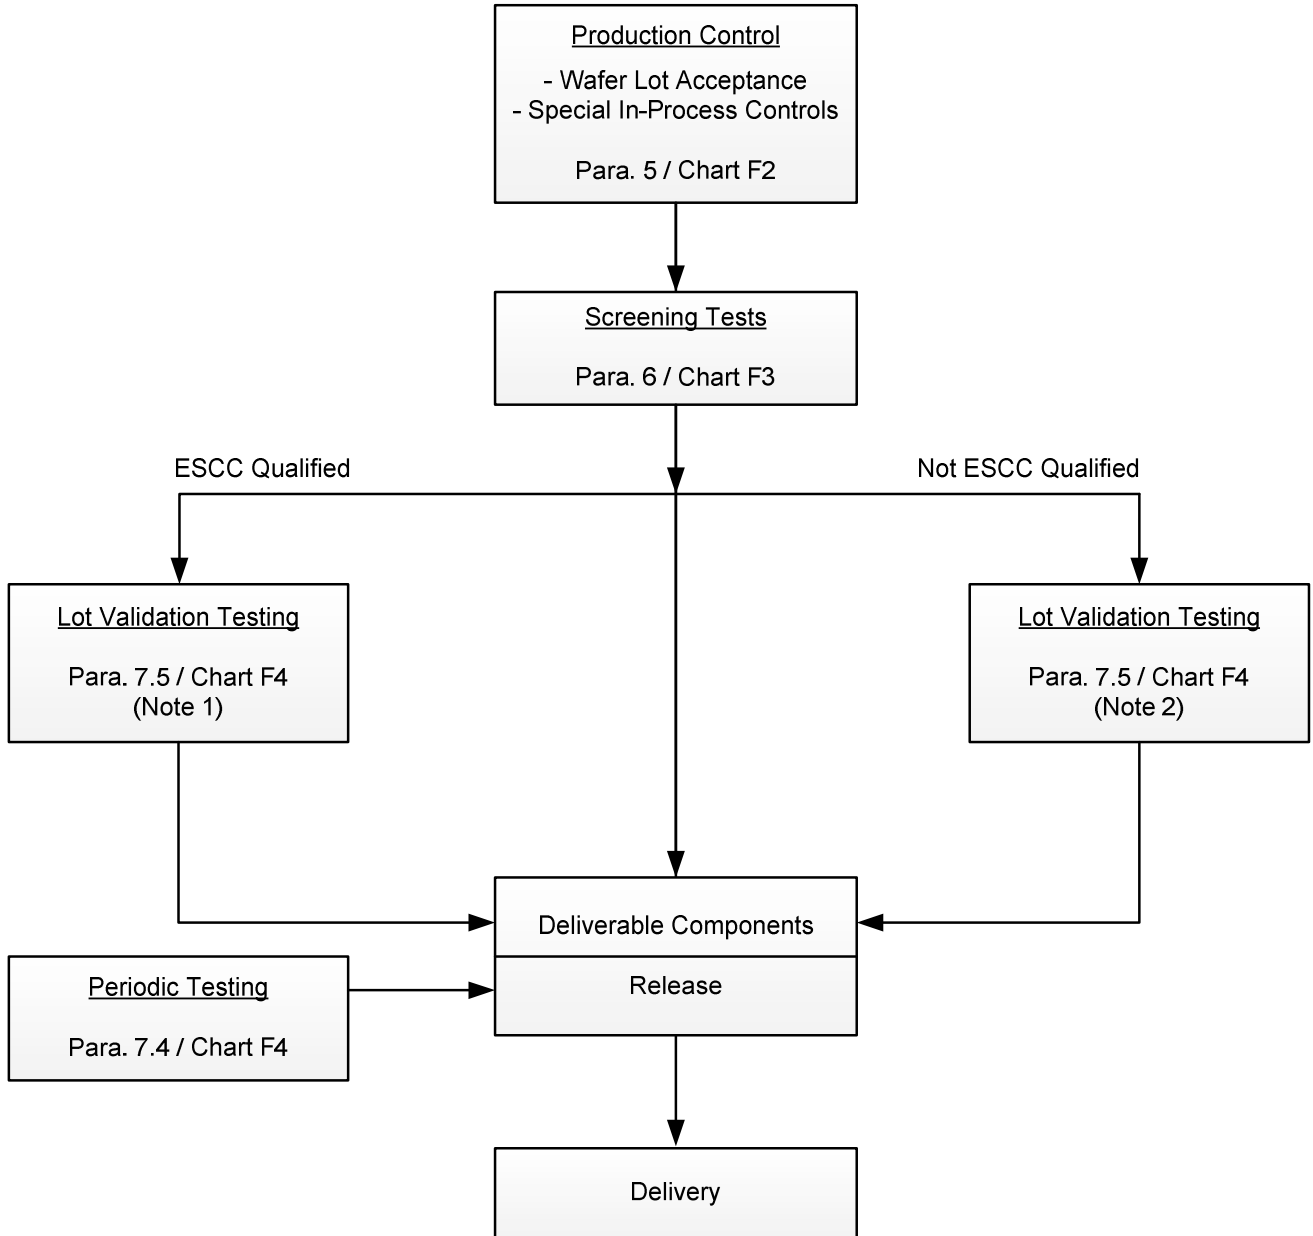 Production Control
- Wafer Lot Acceptance
- Special In-Process Controls
Para. 5 / Chart F2
Screening Tests
Para. 6 / Chart F3
ESCC Qualified
Not ESCC Qualified
Lot Validation Testing
Para. 7.5 / Chart F4
(Note 1)
Lot Validation Testing
Para. 7.5 / Chart F4
(Note 2)
Deliverable Components
Release
Periodic Testing
Para. 7.4 / Chart F4
Delivery